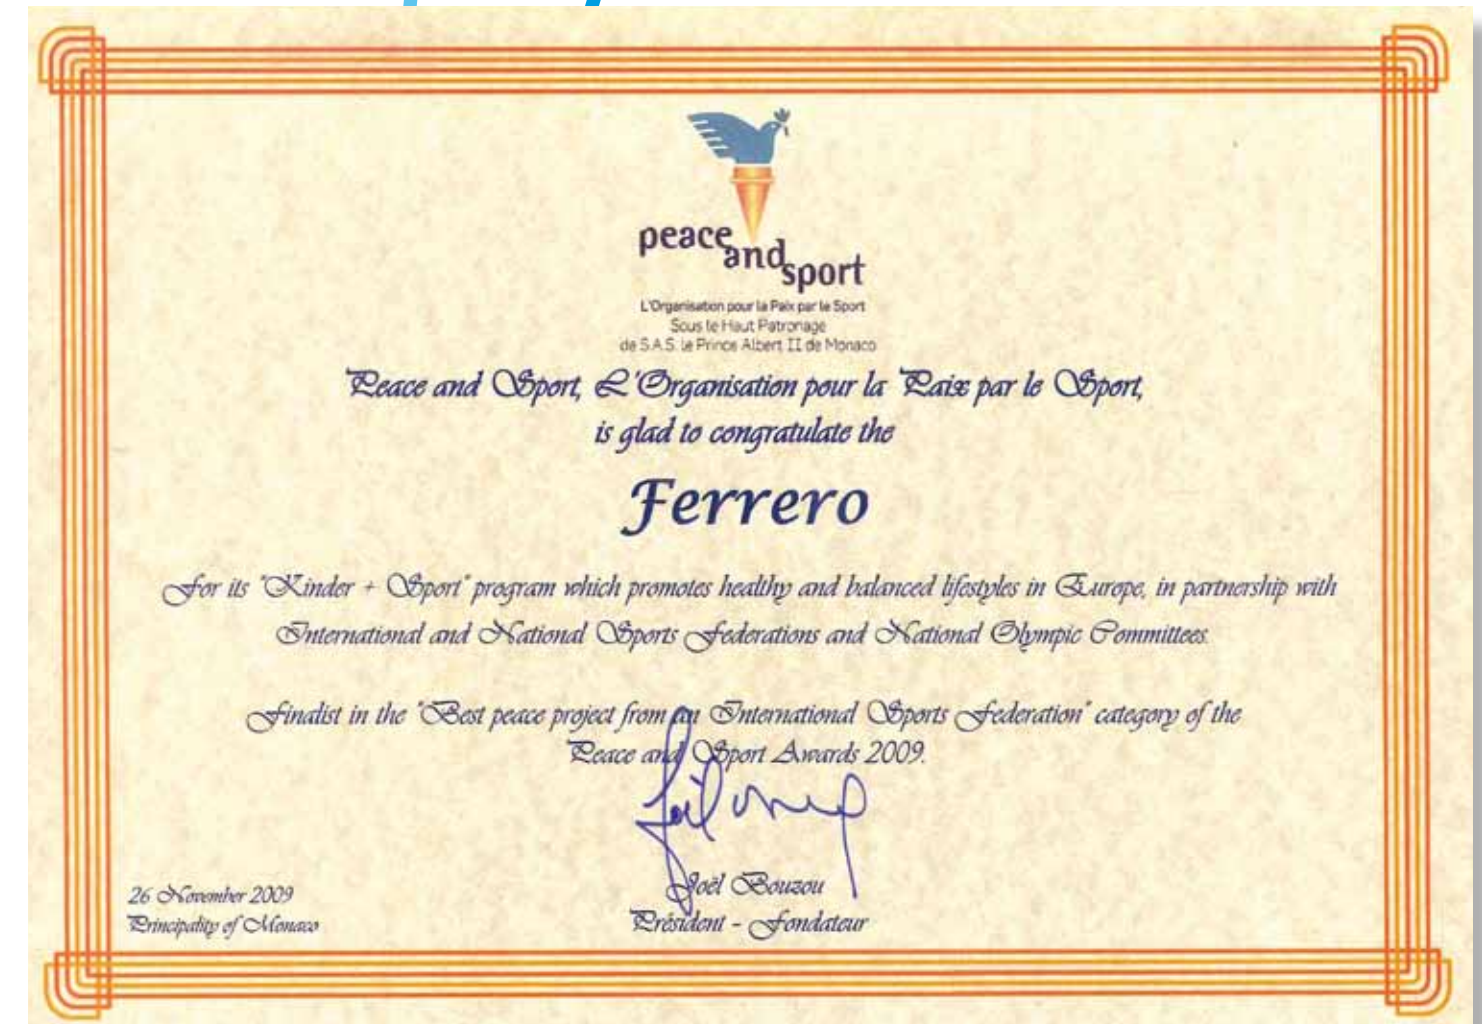 peace and sport
L'Organisation pour la Paix par le Sport
Sous le Haut Patronage
de S.A.S. le Prince Albert II de Monaco
Peace and Sport, L'Organisation pour la Paix par le Sport,
is glad to congratulate the
Ferrero
For its "Kinder + Sport" program which promotes healthy and balanced lifestyles in Europe, in partnership with
International and National Sports Federations and National Olympic Committees.
Finalist in the "Best peace project from an International Sports Federation" category of the
Peace and Sport Awards 2009.
26 November 2009
Principality of Monaco
Joël Bouzou
Président - Fondateur